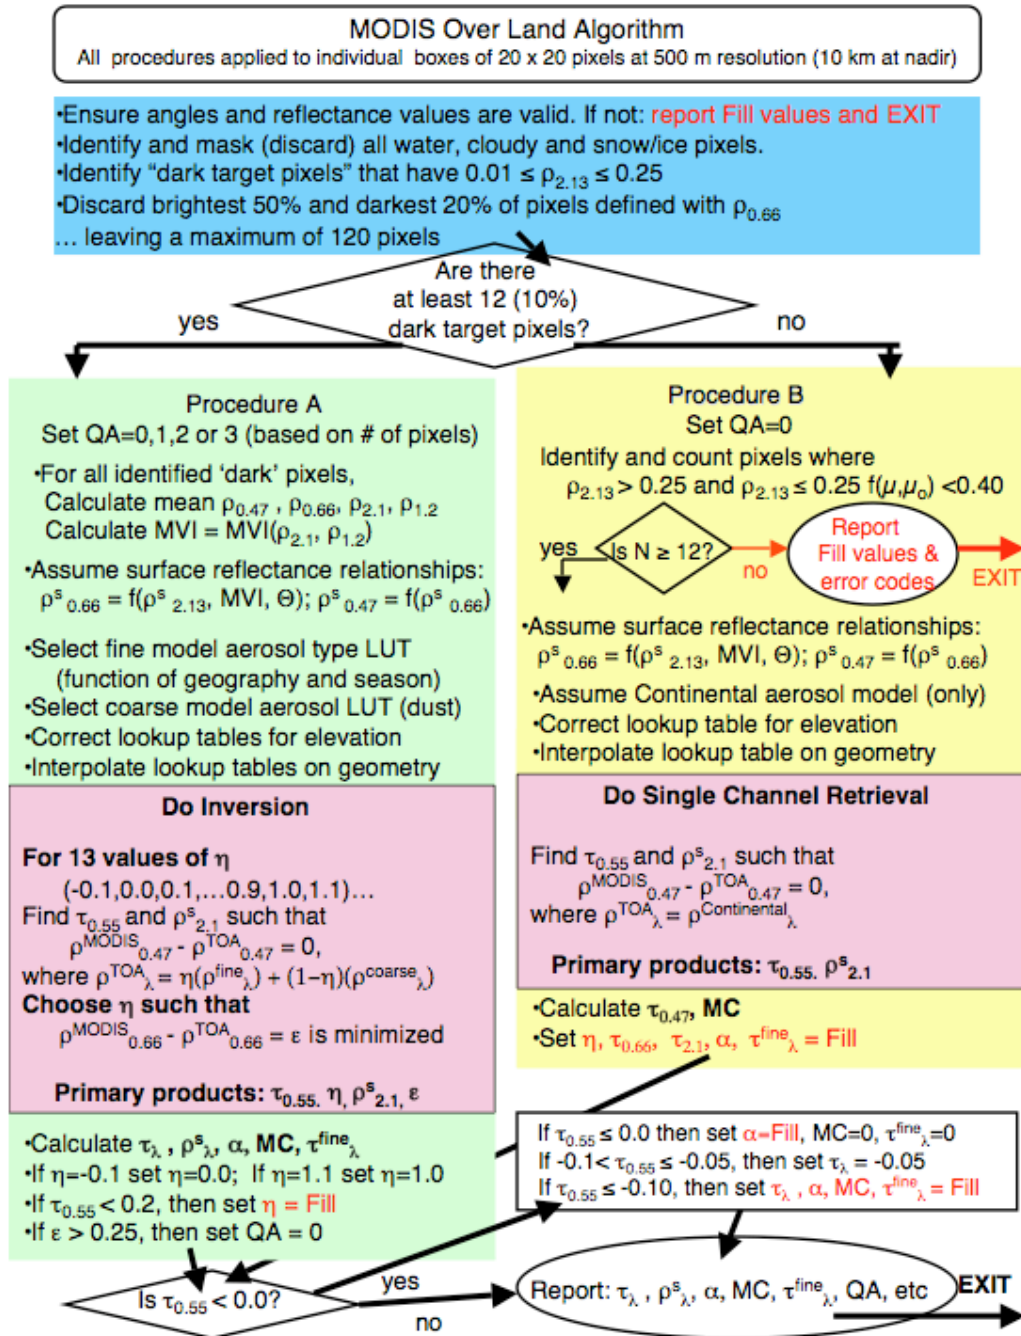 MODIS Over Land Algorithm
All procedures applied to individual boxes of 20 x 20 pixels at 500 m resolution (10 km at nadir)
•Ensure angles and reflectance values are valid. If not: report Fill values and EXIT
•Identify and mask (discard) all water, cloudy and snow/ice pixels.
•Identify “dark target pixels” that have 0.01 ≤ ρ2.13 ≤ 0.25
•Discard brightest 50% and darkest 20% of pixels defined with ρ0.66
… leaving a maximum of 120 pixels
Are there
at least 12 (10%)
dark target pixels?
yes
no
Procedure A
Set QA=0,1,2 or 3 (based on # of pixels)
•For all identified ‘dark’ pixels,
Calculate mean ρ0.47 , ρ0.66, ρ2.1, ρ1.2
Calculate MVI = MVI(ρ2.1, ρ1.2)
•Assume surface reflectance relationships:
ρs 0.66 = f(ρs 2.13, MVI, Θ); ρs 0.47 = f(ρs 0.66)
•Select fine model aerosol type LUT
(function of geography and season)
•Select coarse model aerosol LUT (dust)
•Correct lookup tables for elevation
•Interpolate lookup tables on geometry
Do Inversion
For 13 values of η
(-0.1,0.0,0.1,…0.9,1.0,1.1)…
Find τ0.55 and ρs2.1 such that
ρMODIS0.47 - ρTOA0.47 = 0,
where ρTOAλ = η(ρfineλ) + (1−η)(ρcoarseλ)
Choose η such that
ρMODIS0.66 - ρTOA0.66 = ε is minimized
Primary products: τ0.55, η, ρs2.1, ε
•Calculate τλ , ρsλ, α, MC, τfineλ
•If η=-0.1 set η=0.0; If η=1.1 set η=1.0
•If τ0.55 < 0.2, then set η = Fill
•If ε > 0.25, then set QA = 0
Procedure B
Set QA=0
Identify and count pixels where
ρ2.13 > 0.25 and ρ2.13 ≤ 0.25 f(μ,μo) <0.40
yes
Is N ≥ 12?
no
Report
Fill values &
error codes
EXIT
•Assume surface reflectance relationships:
ρs 0.66 = f(ρs 2.13, MVI, Θ); ρs 0.47 = f(ρs 0.66)
•Assume Continental aerosol model (only)
•Correct lookup table for elevation
•Interpolate lookup table on geometry
Do Single Channel Retrieval
Find τ0.55 and ρs2.1 such that
ρMODIS0.47 - ρTOA0.47 = 0,
where ρTOAλ = ρContinentalλ
Primary products: τ0.55, ρs2.1
•Calculate τ0.47, MC
•Set η, τ0.66, τ2.1, α, τfineλ = Fill
If τ0.55 ≤ 0.0 then set α=Fill, MC=0, τfineλ=0
If -0.1< τ0.55 ≤ -0.05, then set τλ = -0.05
If τ0.55 ≤ -0.10, then set τλ , α, MC, τfineλ = Fill
Is τ0.55 < 0.0?
yes
no
Report: τλ , ρsλ, α, MC, τfineλ, QA, etc
EXIT